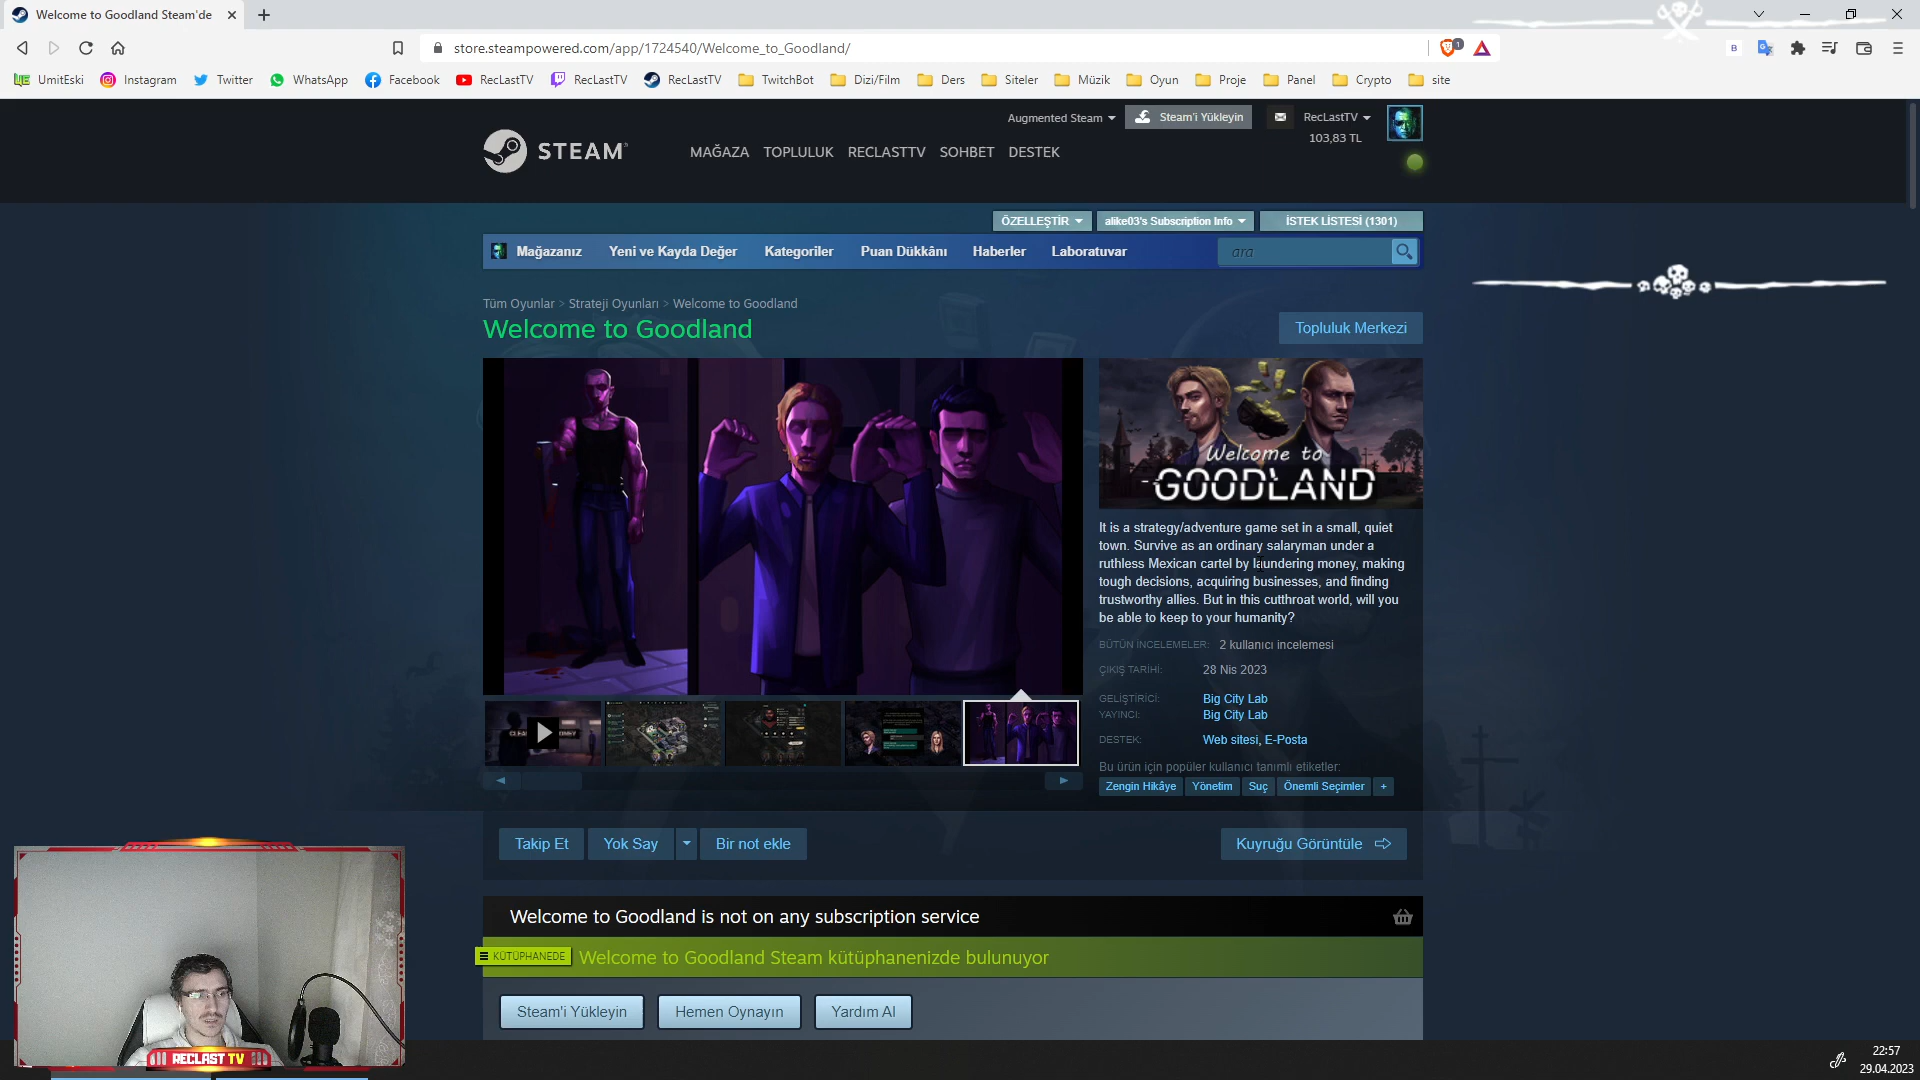 Welcome to Goodland Steam'de
store.steampowered.com/app/1724540/Welcome_to_Goodland/
1
B
UmitEski
Instagram
Twitter
WhatsApp
Facebook
RecLastTV
RecLastTV
RecLastTV
TwitchBot
Dizi/Film
Ders
Siteler
Müzik
Oyun
Proje
Panel
Crypto
site
Augmented Steam
Steam'i Yükleyin
RecLastTV
103,83 TL
STEAM
MAĞAZA
TOPLULUK
RECLASTTV
SOHBET
DESTEK
ÖZELLEŞTİR
alike03's Subscription Info
İSTEK LİSTESİ (1301)
Mağazanız
Yeni ve Kayda Değer
Kategoriler
Puan Dükkânı
Haberler
Laboratuvar
ara
Tüm Oyunlar > Strateji Oyunları > Welcome to Goodland
Welcome to Goodland
Topluluk Merkezi
Welcome to
GOODLAND
It is a strategy/adventure game set in a small, quiet
town. Survive as an ordinary salaryman under a
ruthless Mexican cartel by laundering money, making
tough decisions, acquiring businesses, and finding
trustworthy allies. But in this cutthroat world, will you
be able to keep to your humanity?
BÜTÜN İNCELEMELER: 2 kullanıcı incelemesi
ÇIKIŞ TARİHİ: 28 Nis 2023
GELİŞTİRİCİ: Big City Lab
YAYINCI: Big City Lab
DESTEK: Web sitesi, E-Posta
Bu ürün için popüler kullanıcı tanımlı etiketler:
Zengin Hikâye
Yönetim
Suç
Önemli Seçimler
+
Takip Et
Yok Say
Bir not ekle
Kuyruğu Görüntüle
Welcome to Goodland is not on any subscription service
KÜTÜPHANEDE
Welcome to Goodland Steam kütüphanenizde bulunuyor
Steam'i Yükleyin
Hemen Oynayın
Yardım Al
RECLAST TV
22:57
29.04.2023